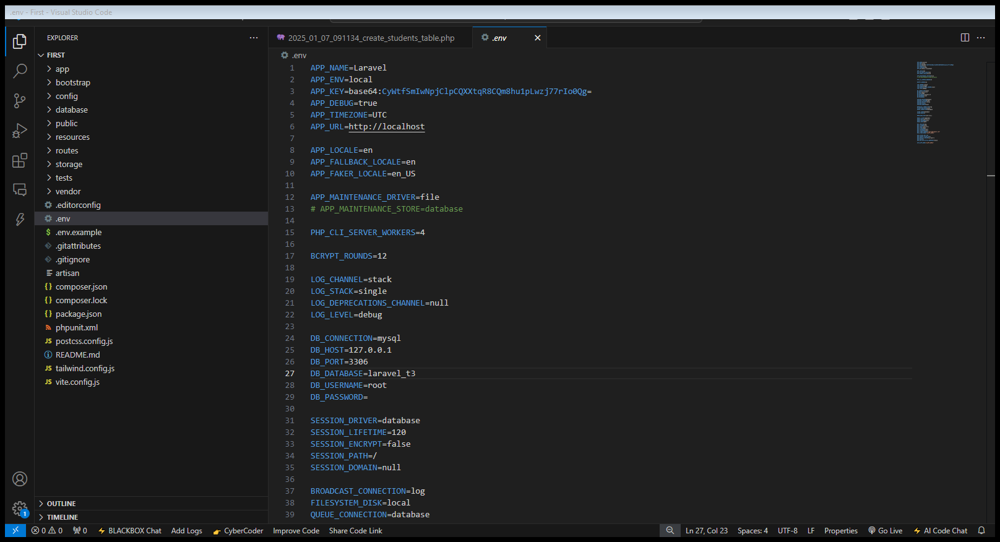 .env - First - Visual Studio Code
EXPLORER
FIRST
app
bootstrap
config
database
public
resources
routes
storage
tests
vendor
.editorconfig
.env
.env.example
.gitattributes
.gitignore
artisan
composer.json
composer.lock
package.json
phpunit.xml
postcss.config.js
README.md
tailwind.config.js
vite.config.js
OUTLINE
TIMELINE
2025_01_07_091134_create_students_table.php
.env
.env
1 APP_NAME=Laravel
2 APP_ENV=local
3 APP_KEY=base64:CyWtfSmIwNpjClpCQXXtqR8CQm8hu1pLwzj77rIo0Qg=
4 APP_DEBUG=true
5 APP_TIMEZONE=UTC
6 APP_URL=http://localhost
7
8 APP_LOCALE=en
9 APP_FALLBACK_LOCALE=en
10 APP_FAKER_LOCALE=en_US
11
12 APP_MAINTENANCE_DRIVER=file
13 # APP_MAINTENANCE_STORE=database
14
15 PHP_CLI_SERVER_WORKERS=4
16
17 BCRYPT_ROUNDS=12
18
19 LOG_CHANNEL=stack
20 LOG_STACK=single
21 LOG_DEPRECATIONS_CHANNEL=null
22 LOG_LEVEL=debug
23
24 DB_CONNECTION=mysql
25 DB_HOST=127.0.0.1
26 DB_PORT=3306
27 DB_DATABASE=laravel_t3
28 DB_USERNAME=root
29 DB_PASSWORD=
30
31 SESSION_DRIVER=database
32 SESSION_LIFETIME=120
33 SESSION_ENCRYPT=false
34 SESSION_PATH=/
35 SESSION_DOMAIN=null
36
37 BROADCAST_CONNECTION=log
38 FILESYSTEM_DISK=local
39 QUEUE_CONNECTION=database
1
0 0 0 BLACKBOX Chat Add Logs CyberCoder Improve Code Share Code Link Ln 27, Col 23 Spaces: 4 UTF-8 LF Properties Go Live AI Code Chat